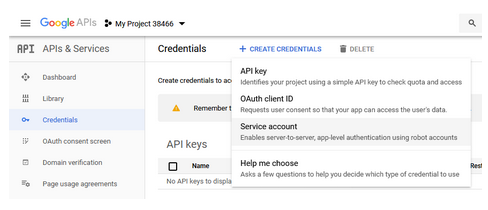 Google APIs My Project 38466
API APIs & Services Credentials + CREATE CREDENTIALS DELETE
Dashboard
Library
Credentials
OAuth consent screen
Domain verification
Page usage agreements
Create credentials to acc
Remember t
API keys
Name
No API keys to displa
API key
Identifies your project using a simple API key to check quota and access
OAuth client ID
Requests user consent so that your app can access the user's data.
Service account
Enables server-to-server, app-level authentication using robot accounts
Help me choose
Asks a few questions to help you decide which type of credential to use
Rest